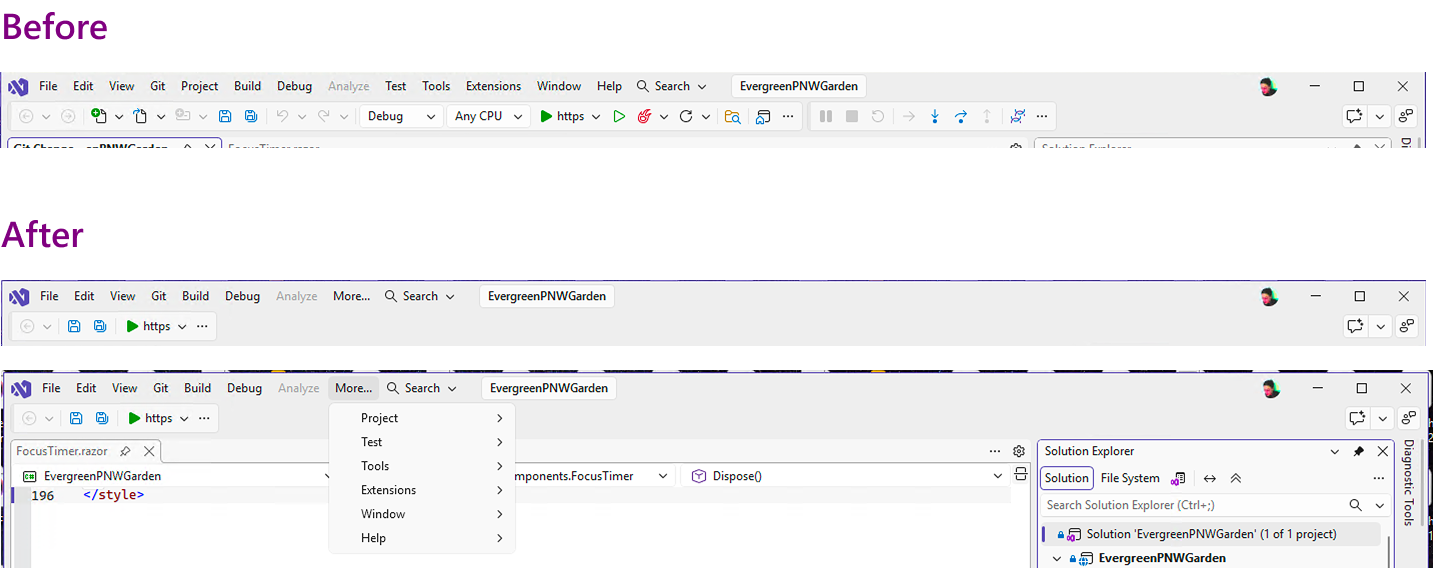 Before
File Edit View Git Project Build Debug Analyze Test Tools Extensions Window Help Search EvergreenPNWGarden
Debug Any CPU https
After
File Edit View Git Build Debug Analyze More... Search EvergreenPNWGarden
https
File Edit View Git Build Debug Analyze More... Search EvergreenPNWGarden
https
Project
Test
Tools
Extensions
Window
Help
FocusTimer.razor
EvergreenPNWGarden mponents.FocusTimer Dispose()
196 </style>
Solution Explorer
Solution File System
Search Solution Explorer (Ctrl+;)
Solution 'EvergreenPNWGarden' (1 of 1 project)
EvergreenPNWGarden
Diagnostic Tools